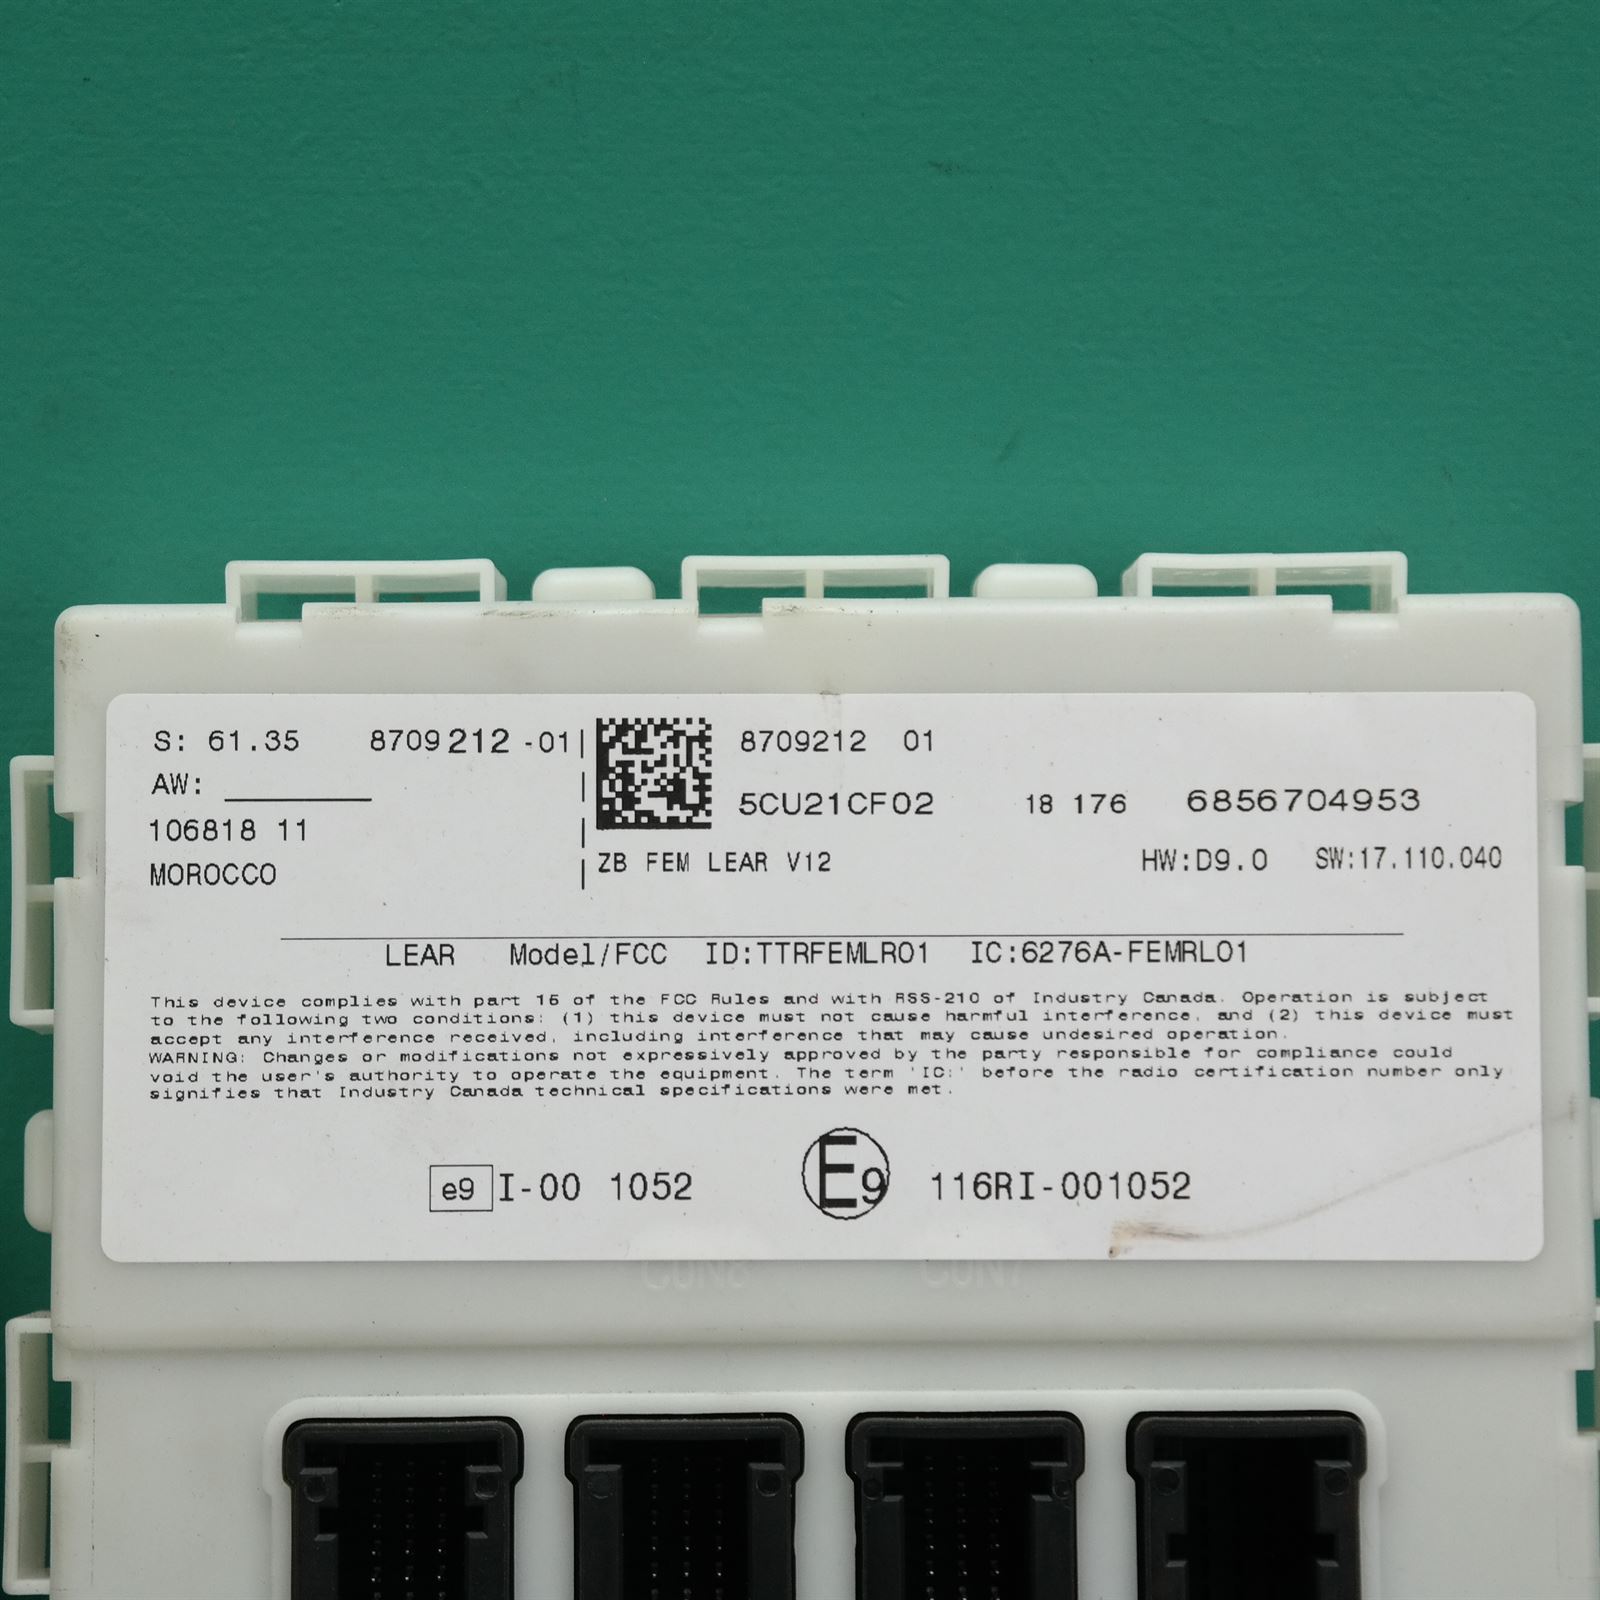 S: 61.35 8709212-01
AW:
106818 11
MOROCCO
8709212 01
5CU21CF02 18 176 6856704953
ZB FEM LEAR V12 HW:D9.0 SW:17.110.040
LEAR Model/FCC ID:TTRFEMLR01 IC:6276A-FEMRL01
This device complies with part 15 of the FCC Rules and with RSS-210 of Industry Canada. Operation is subject
to the following two conditions: (1) this device must not cause harmful interference, and (2) this device must
accept any interference received, including interference that may cause undesired operation.
WARNING: Changes or modifications not expressively approved by the party responsible for compliance could
void the user's authority to operate the equipment. The term 'IC:' before the radio certification number only
signifies that Industry Canada technical specifications were met.
e9 I-00 1052 E9 116RI-001052
CON8 CON7